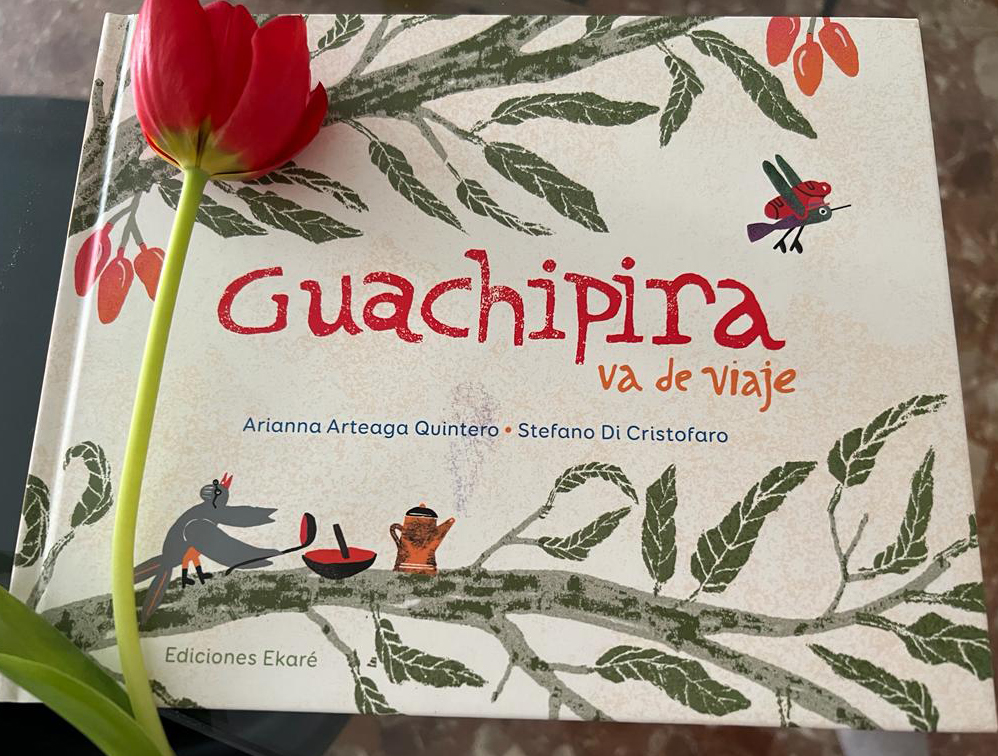 Guachipira
va de viaje
Arianna Arteaga Quintero • Stefano Di Cristofaro
Ediciones Ekaré